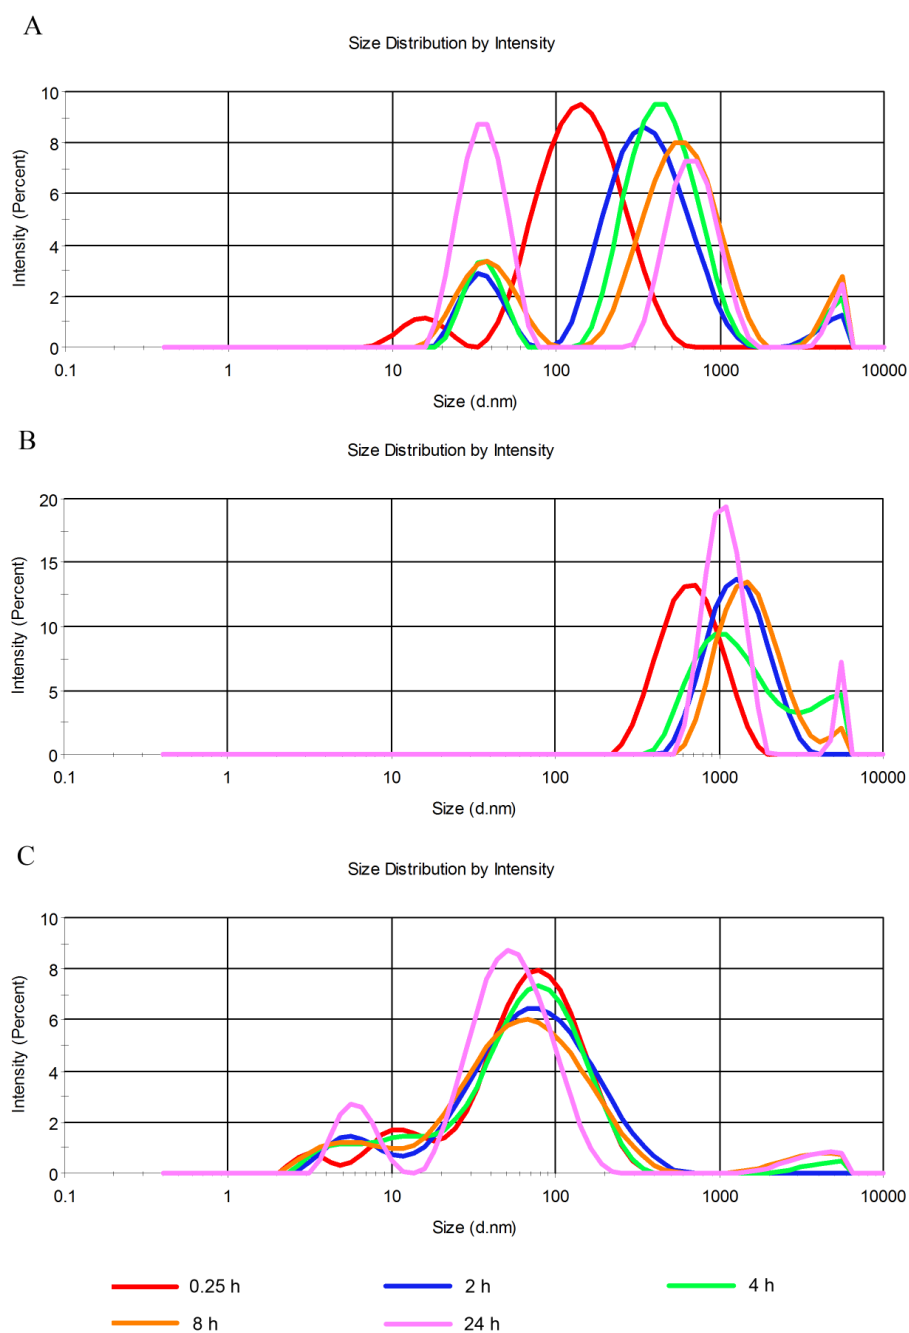 A
Size Distribution by Intensity
10
8
6
4
2
0
Intensity (Percent)
0.1 1 10 100 1000 10000
Size (d.nm)
B
Size Distribution by Intensity
20
15
10
5
0
Intensity (Percent)
0.1 1 10 100 1000 10000
Size (d.nm)
C
Size Distribution by Intensity
10
8
6
4
2
0
Intensity (Percent)
0.1 1 10 100 1000 10000
Size (d.nm)
0.25 h 2 h 4 h
8 h 24 h